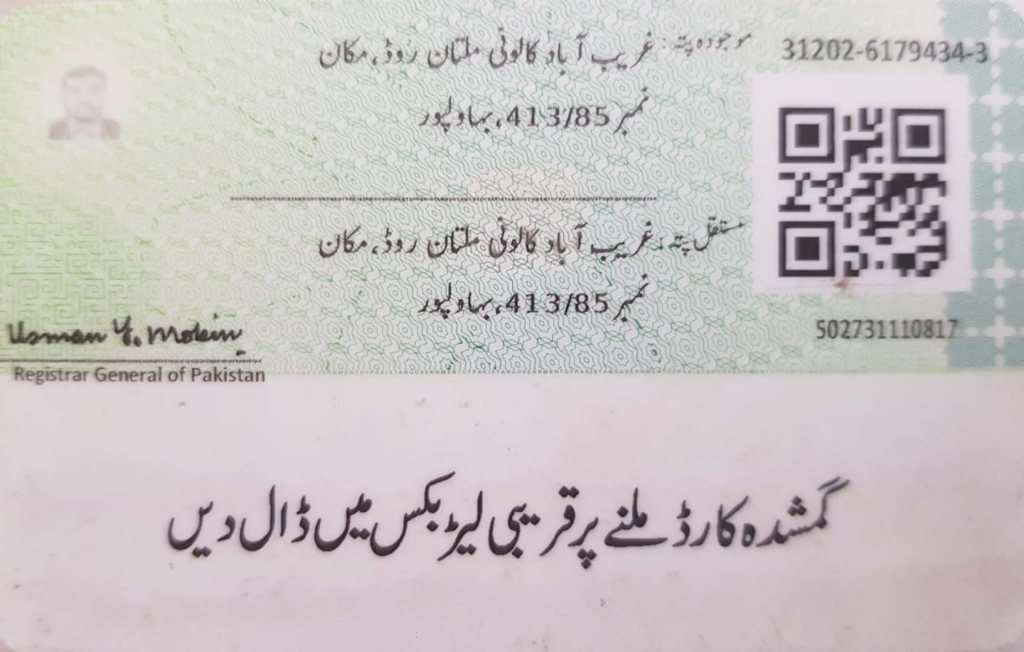 31202-6179434-3
موجودہ پتہ: غریب آباد کالونی ملتان روڈ، مکان
نمبر 413/85، بہاولپور
مستقل پتہ: غریب آباد کالونی ملتان روڈ، مکان
نمبر 413/85، بہاولپور
502731110817
Usman Y. Mobin
Registrar General of Pakistan
گمشدہ کارڈ ملنے پر قریبی لیٹر بکس میں ڈال دیں